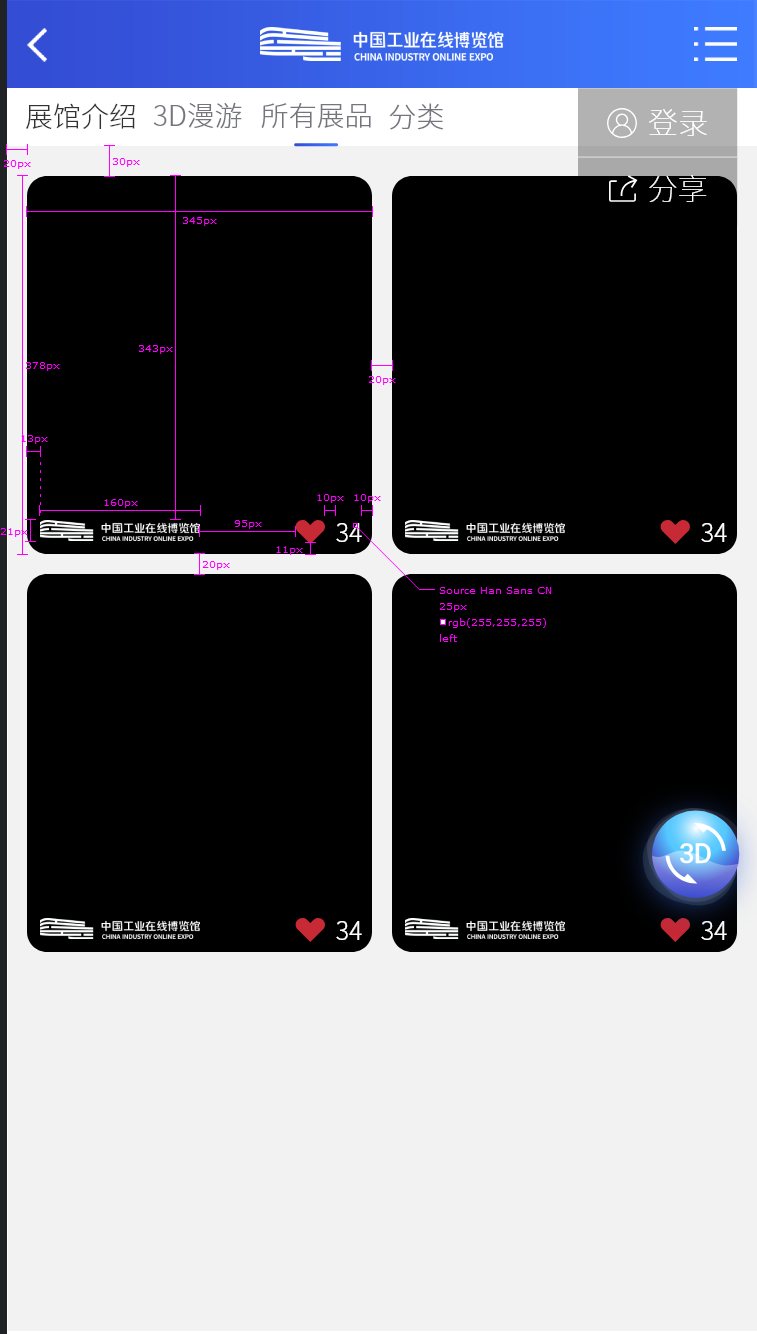 中国工业在线博览馆
CHINA INDUSTRY ONLINE EXPO
展馆介绍 3D漫游 所有展品 分类
登录
分享
20px
30px
345px
343px
378px
20px
13px
160px
10px 10px
95px
21px
中国工业在线博览馆
CHINA INDUSTRY ONLINE EXPO
34
11px
中国工业在线博览馆
CHINA INDUSTRY ONLINE EXPO
34
20px
Source Han Sans CN
25px
rgb(255,255,255)
left
3D
中国工业在线博览馆
CHINA INDUSTRY ONLINE EXPO
34
中国工业在线博览馆
CHINA INDUSTRY ONLINE EXPO
34